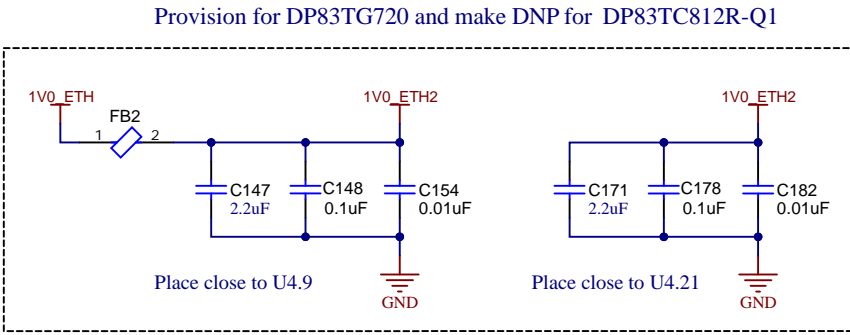 Provision for DP83TG720 and make DNP for DP83TC812R-Q1
1V0_ETH
1V0_ETH2
1V0_ETH2
FB2
1
2
C147
2.2uF
C148
0.1uF
C154
0.01uF
C171
2.2uF
C178
0.1uF
C182
0.01uF
Place close to U4.9
GND
Place close to U4.21
GND